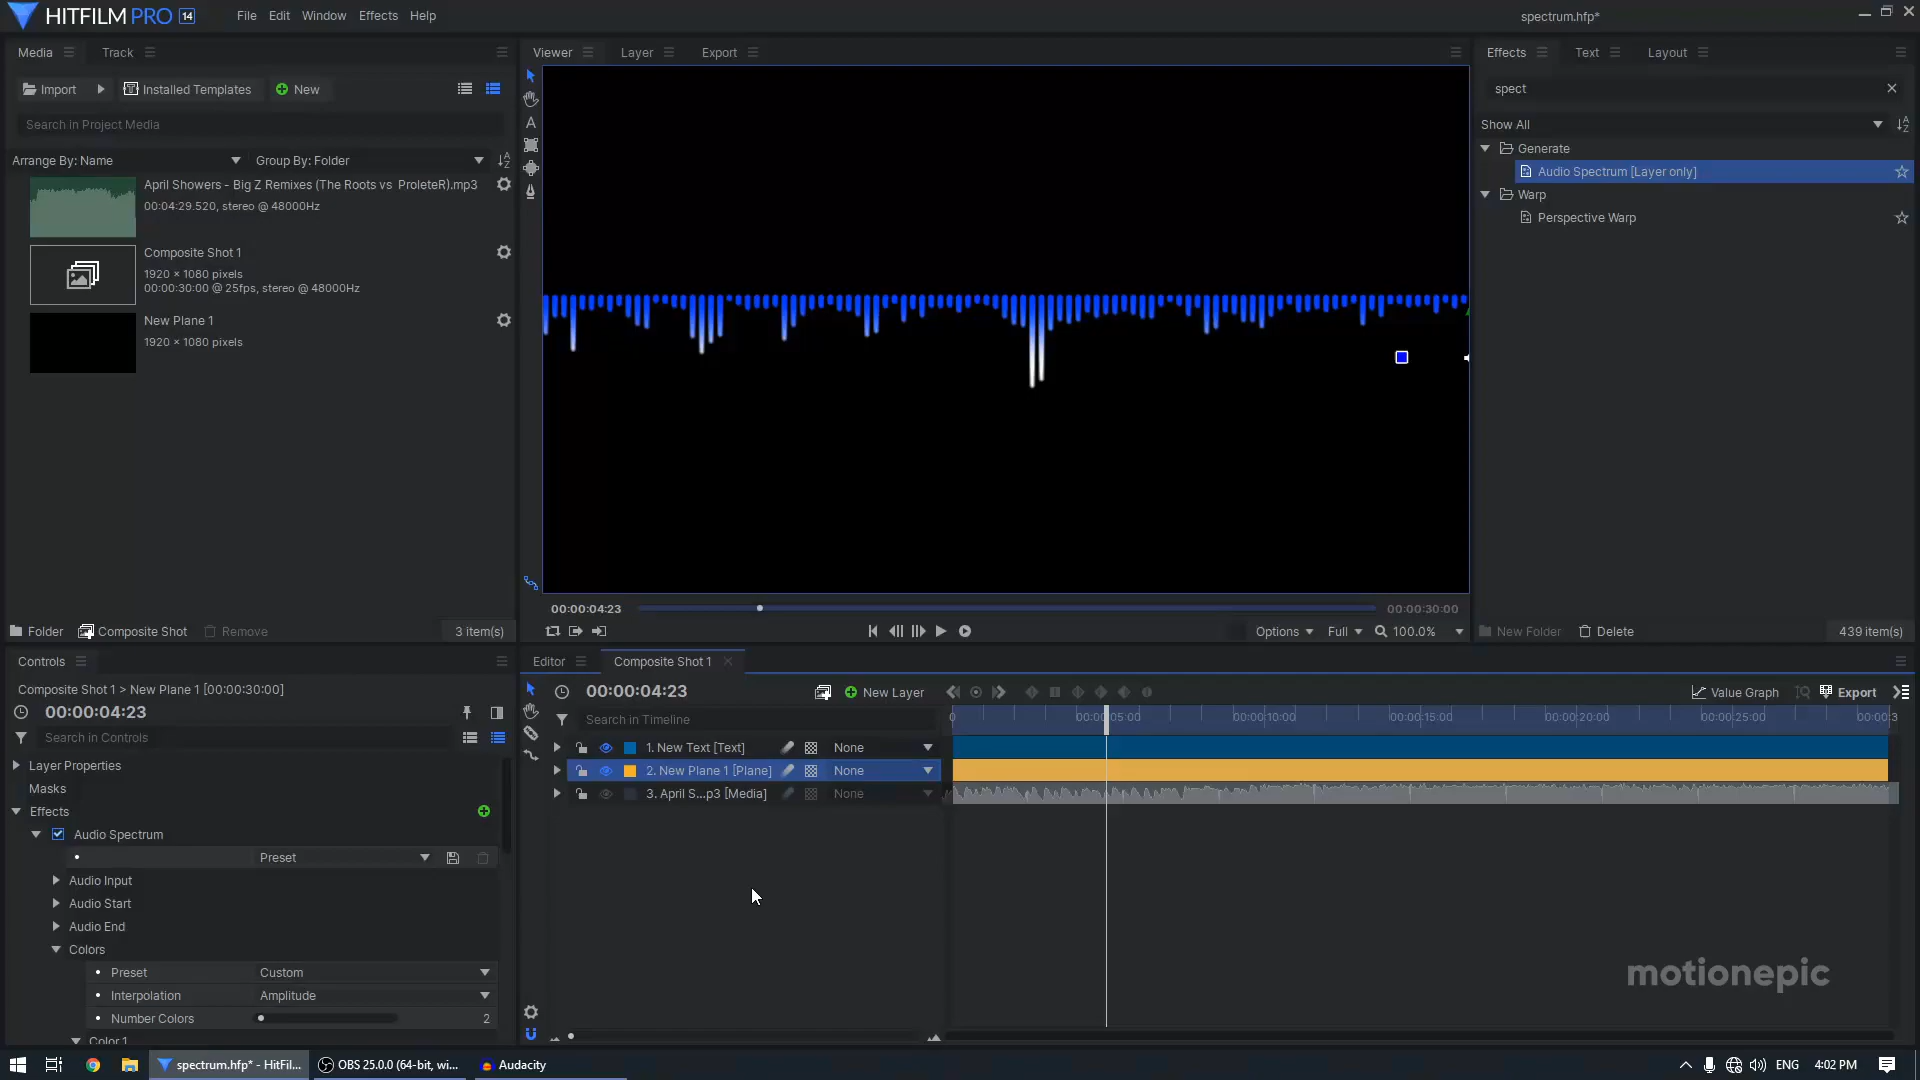 HITFILM PRO 14 File Edit Window Effects Help spectrum.hfp*
Media Track Viewer Layer Export Effects Text Layout
Import Installed Templates New spect
Search in Project Media Show All
Arrange By: Name Group By: Folder Generate
April Showers - Big Z Remixes (The Roots vs  ProleteR).mp3 Audio Spectrum [Layer only]
00:04:29.520, stereo @ 48000Hz Warp
Perspective Warp
Composite Shot 1
1920 × 1080 pixels
00:00:30:00 @ 25fps, stereo @ 48000Hz
New Plane 1
1920 × 1080 pixels
00:00:04:23 00:00:30:00
Folder Composite Shot Remove 3 item(s) Options Full 100.0% New Folder Delete 439 item(s)
Controls Editor Composite Shot 1
Composite Shot 1 > New Plane 1 [00:00:30:00] 00:00:04:23 New Layer Value Graph Export
00:00:04:23 Search in Timeline 0 00:00:05:00 00:00:10:00 00:00:15:00 00:00:20:00 00:00:25:00 00:00:3
Search in Controls 1. New Text [Text] None
Layer Properties 2. New Plane 1 [Plane] None
Masks 3. April S...p3 [Media] None
Effects
Audio Spectrum
Preset
Audio Input
Audio Start
Audio End
Colors
Preset Custom
Interpolation Amplitude
Number Colors 2
Color 1
motionepic
spectrum.hfp* - HitFil... OBS 25.0.0 (64-bit, wi... Audacity ENG 4:02 PM